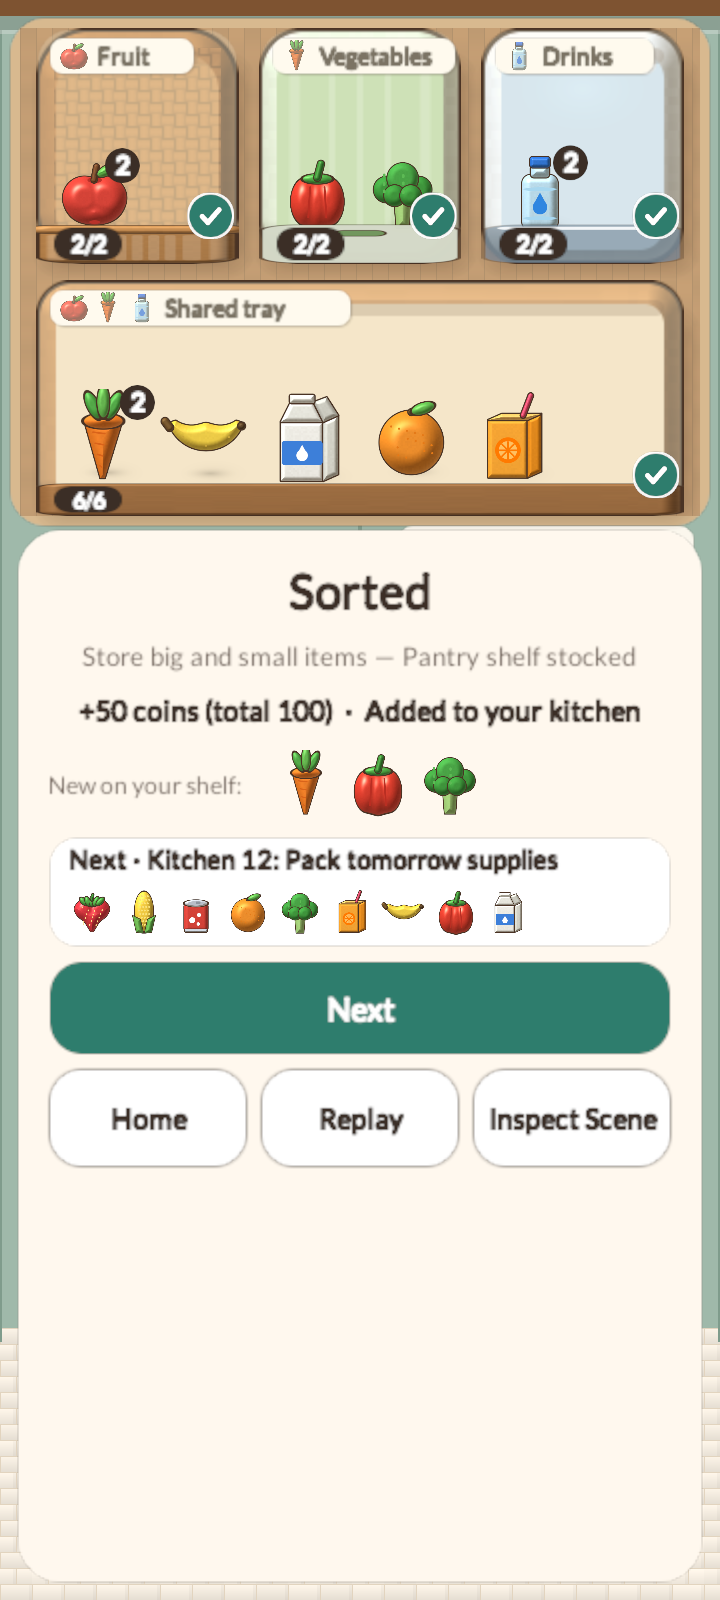 Fruit
Vegetables
Drinks
2
2
2/2
2/2
2/2
Shared tray
2
6/6
Sorted
Store big and small items — Pantry shelf stocked
+50 coins (total 100) · Added to your kitchen
New on your shelf:
Next · Kitchen 12: Pack tomorrow supplies
Next
Home
Replay
Inspect Scene